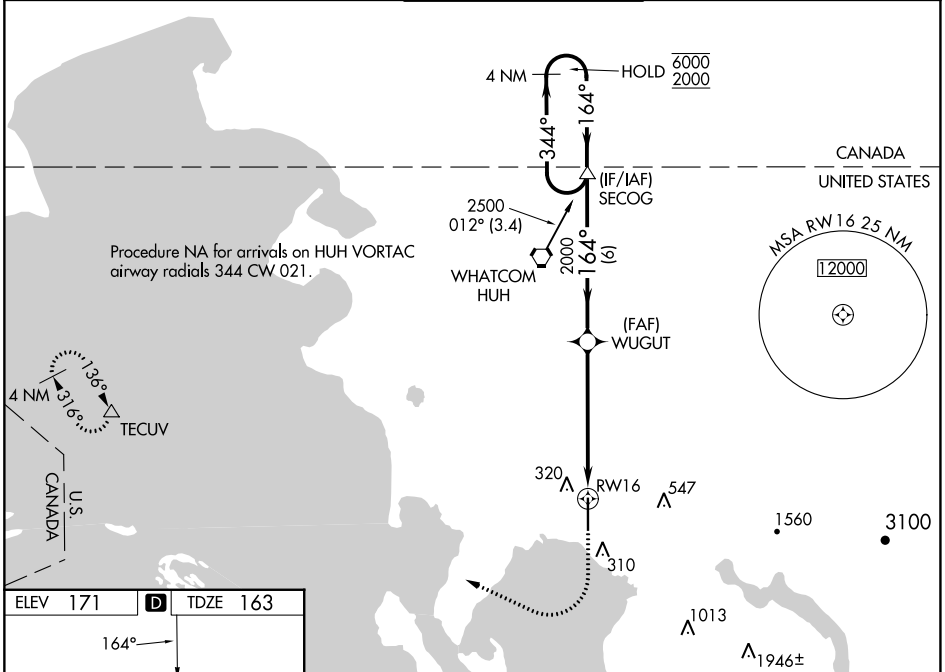 4 NM
HOLD
6000
2000
344°
164°
CANADA
UNITED STATES
(IF/IAF)
SECOG
2500
012° (3.4)
2000
164°
(6)
WHATCOM
HUH
Procedure NA for arrivals on HUH VORTAC
airway radials 344 CW 021.
MSA RW16 25 NM
12000
(FAF)
WUGUT
136°
4 NM
316°
TECUV
U.S.
CANADA
320
RW16
547
1560
3100
310
1013
1946±
ELEV 171
D
TDZE 163
164°